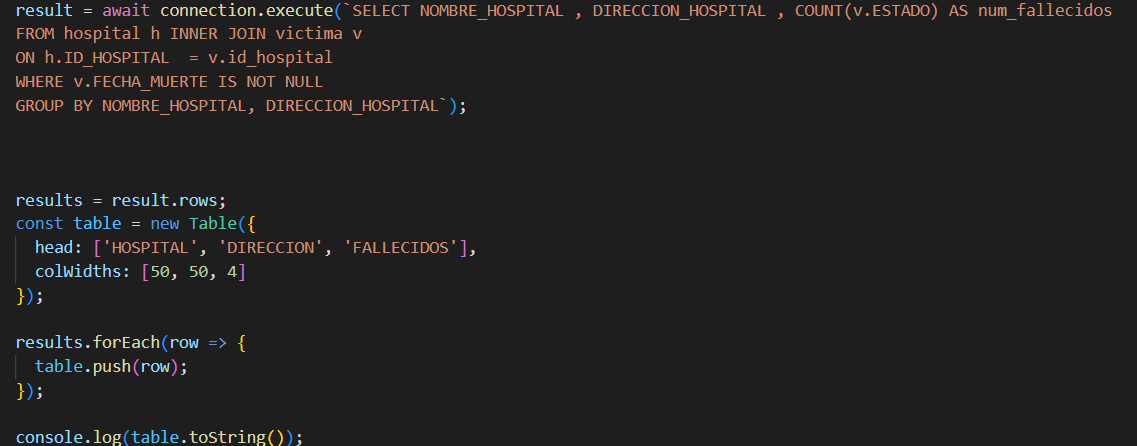 result = await connection.execute(`SELECT NOMBRE_HOSPITAL , DIRECCION_HOSPITAL , COUNT(v.ESTADO) AS num_fallecidos
FROM hospital h INNER JOIN victima v
ON h.ID_HOSPITAL  = v.id_hospital
WHERE v.FECHA_MUERTE IS NOT NULL
GROUP BY NOMBRE_HOSPITAL, DIRECCION_HOSPITAL`);
results = result.rows;
const table = new Table({
  head: ['HOSPITAL', 'DIRECCION', 'FALLECIDOS'],
  colWidths: [50, 50, 4]
});
results.forEach(row => {
  table.push(row);
});
console.log(table.toString());